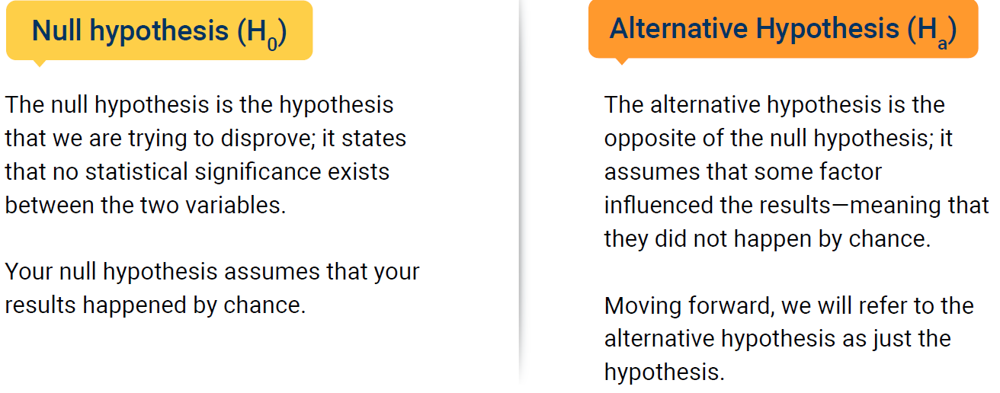 Null hypothesis (H0)
The null hypothesis is the hypothesis
that we are trying to disprove; it states
that no statistical significance exists
between the two variables.
Your null hypothesis assumes that your
results happened by chance.
Alternative Hypothesis (Ha)
The alternative hypothesis is the
opposite of the null hypothesis; it
assumes that some factor
influenced the results—meaning that
they did not happen by chance.
Moving forward, we will refer to the
alternative hypothesis as just the
hypothesis.